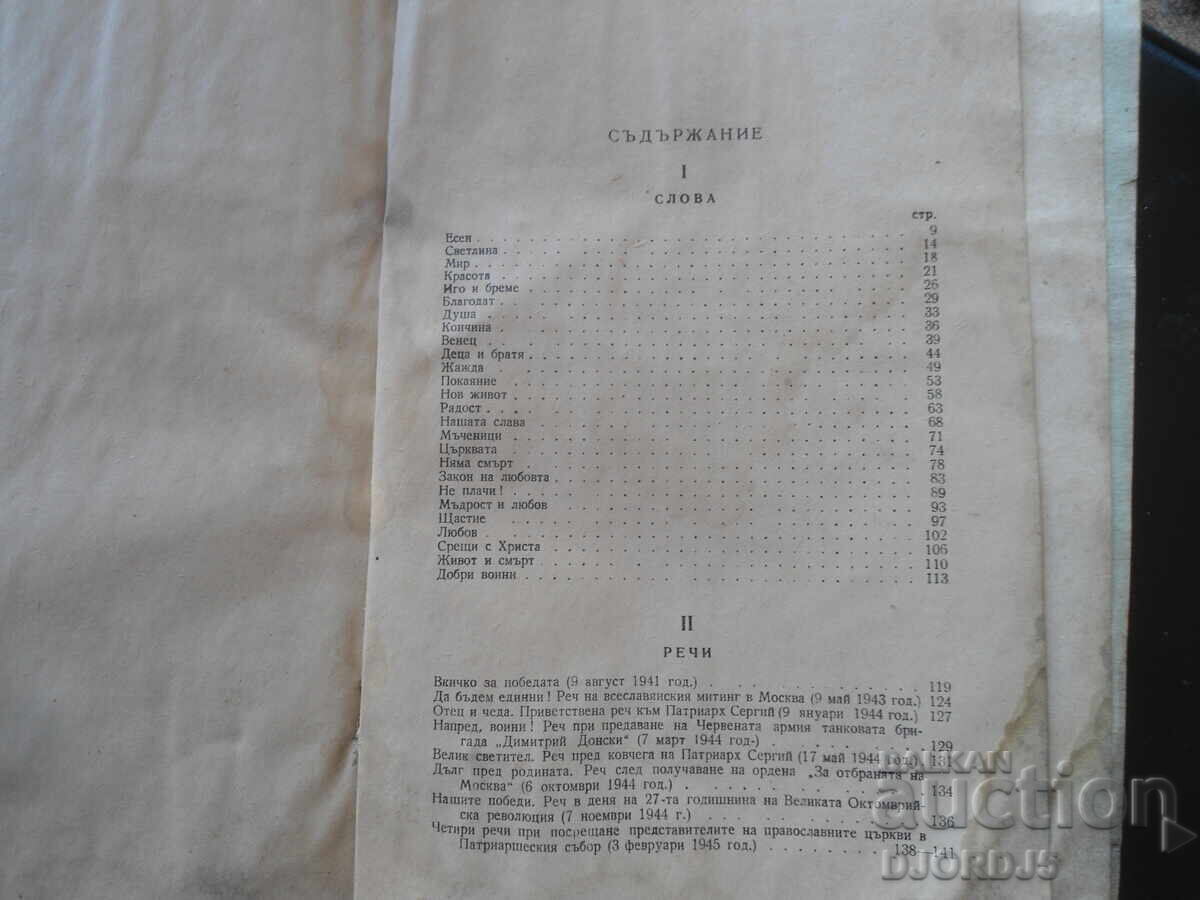 СЪДЪРЖАНИЕ
I
СЛОВА
стр.
Есен 9
Светлина 14
Мир 18
Красота 21
Иго и бреме 26
Благодат 29
Душа 33
Кончина 36
Венец 39
Деца и братя 44
Жажда 49
Покаяние 53
Нов живот 58
Радост 63
Нашата слава 68
Мъченици 71
Църквата 74
Няма смърт 78
Закон на любовта 83
Не плачи! 89
Мъдрост и любов 93
Щастие 97
Любов 102
Срещи с Христа 106
Живот и смърт 110
Добри воини 113
II
РЕЧИ
Вкичко за победата (9 август 1941 год.) 119
Да бъдем единни! Реч на всеславяиския митинг в Москва (9 май 1943 год.) 124
Отец и чеда. Приветствена реч към Патриарх Сергий (9 януари 1944 год.) 127
Напред, воини! Реч при предаване на Червената армия танковата бри-
гада „Димитрий Донски“ (7 март 1944 год-) 129
Велик светител. Реч пред ковчега на Патриарх Сергий (17 май 1944 год.) 131
Дълг пред родината. Реч след получаване на ордена „За отбраната на
Москва“ (6 октомври 1944 год.) 134
Нашите победи. Реч в деня на 27-та годишнина на Великата Октомврий-
ска революция (7 ноември 1944 г.) 136
Четири речи при посрещане представителите на православните църкви в
Патриаршеския събор (3 февруари 1945 год.) 138—141
BALKAN
auction
DJORDJ5